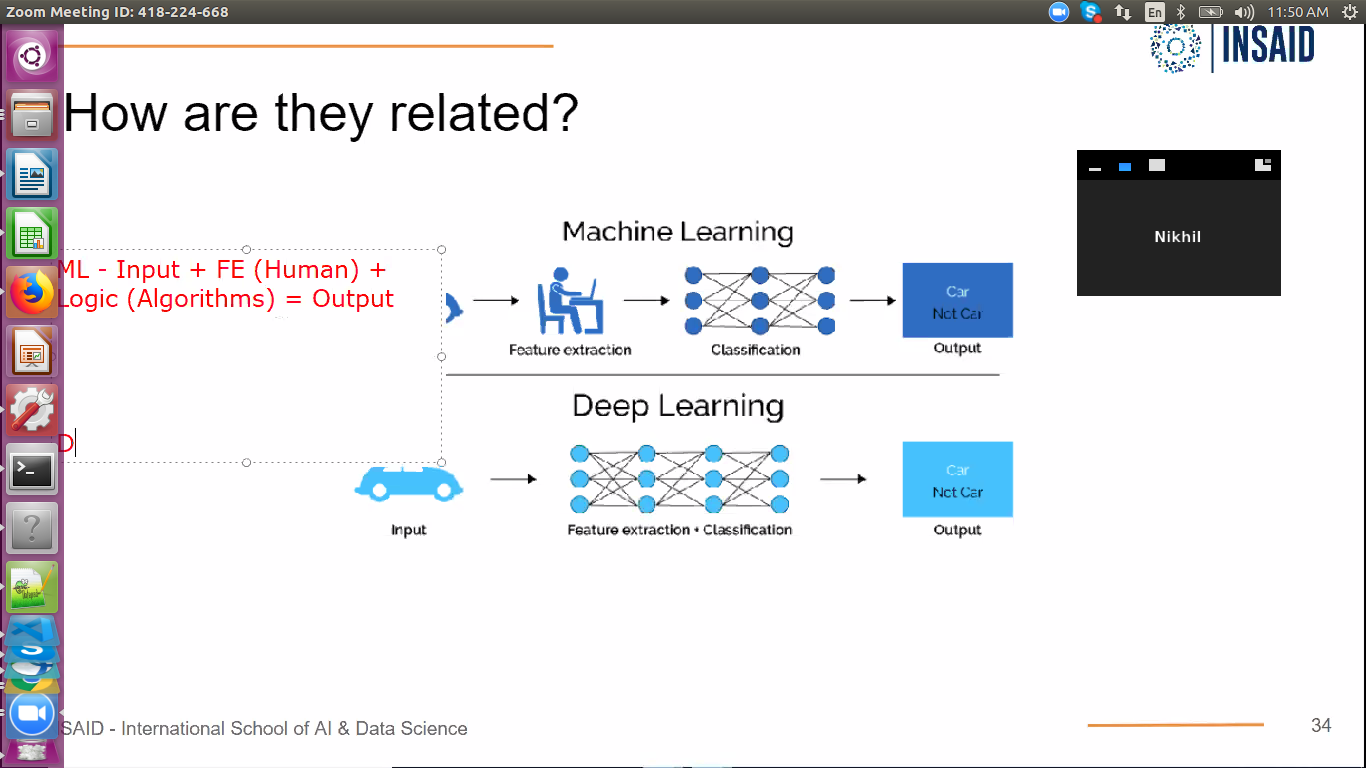 Zoom Meeting ID: 418-224-668
En
11:50 AM
INSAID
How are they related?
Nikhil
Machine Learning
ML - Input + FE (Human) +
Logic (Algorithms) = Output
Car
Not Car
Feature extraction
Classification
Output
Deep Learning
D
Car
Not Car
Input
Feature extraction + Classification
Output
SAID - International School of AI & Data Science
34